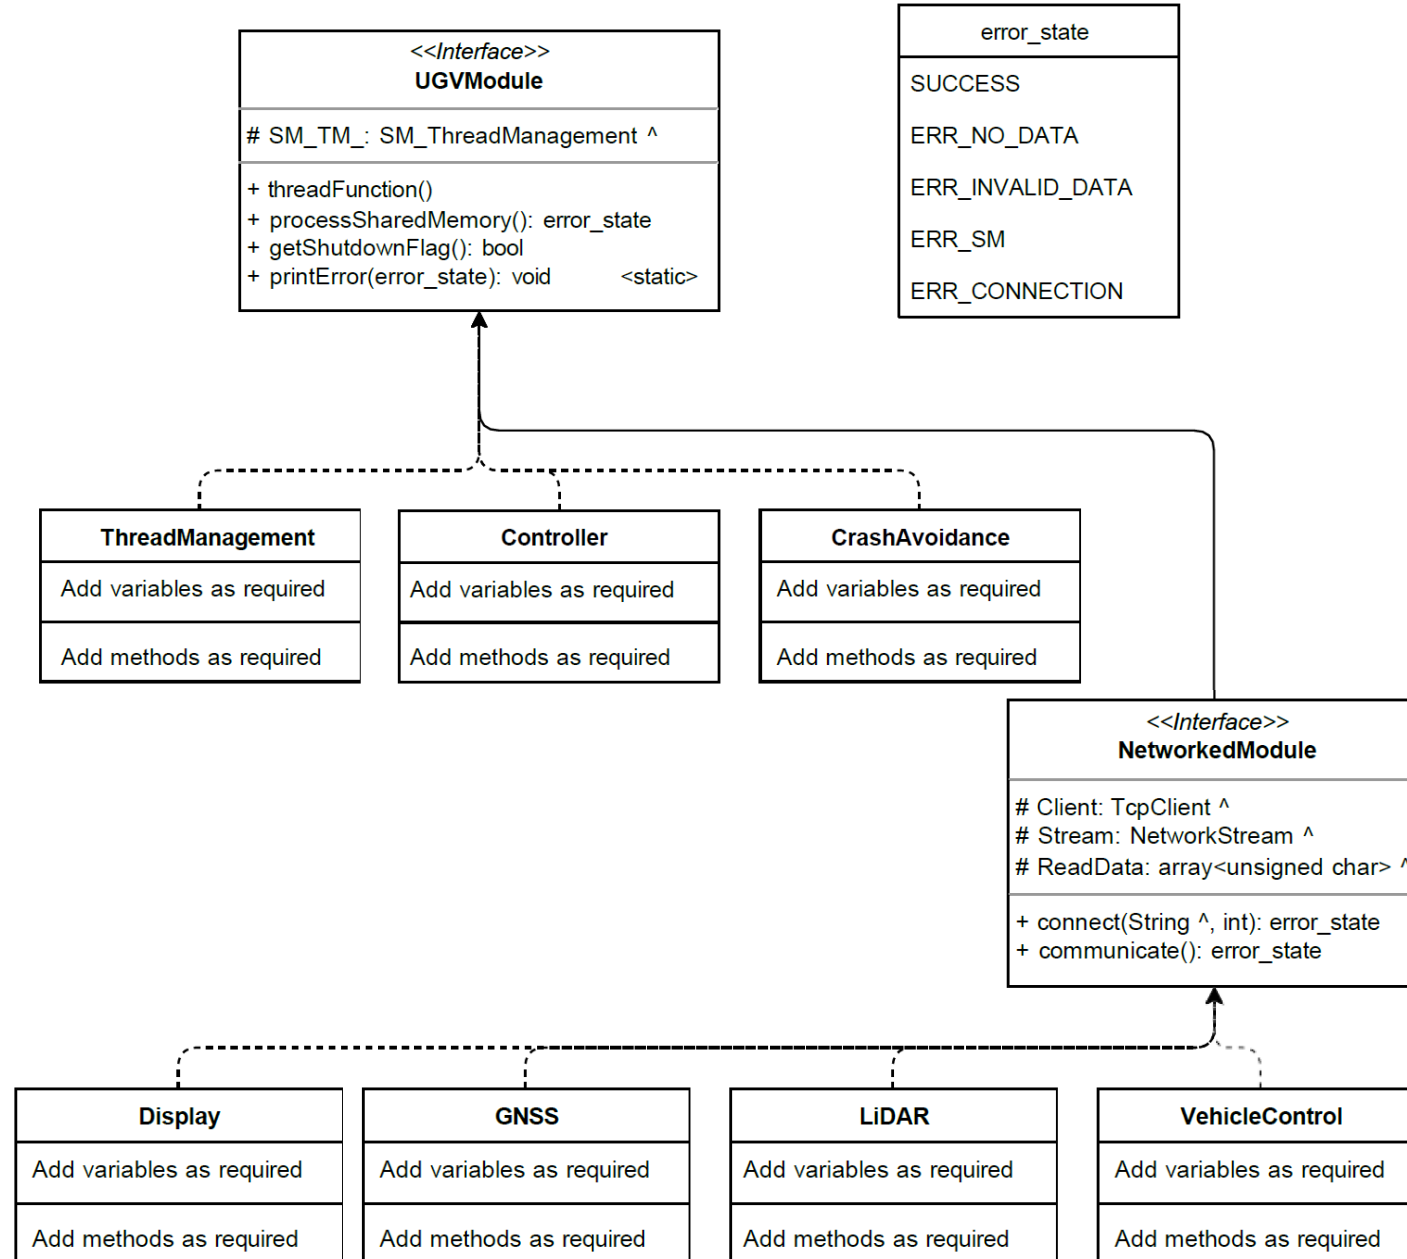 <<Interface>>
UGVModule
# SM_TM_: SM_ThreadManagement ^
+ threadFunction()
+ processSharedMemory(): error_state
+ getShutdownFlag(): bool
+ printError(error_state): void <static>
error_state
SUCCESS
ERR_NO_DATA
ERR_INVALID_DATA
ERR_SM
ERR_CONNECTION
ThreadManagement
Add variables as required
Add methods as required
Controller
Add variables as required
Add methods as required
CrashAvoidance
Add variables as required
Add methods as required
<<Interface>>
NetworkedModule
# Client: TcpClient ^
# Stream: NetworkStream ^
# ReadData: array<unsigned char> ^
+ connect(String ^, int): error_state
+ communicate(): error_state
Display
Add variables as required
Add methods as required
GNSS
Add variables as required
Add methods as required
LiDAR
Add variables as required
Add methods as required
VehicleControl
Add variables as required
Add methods as required